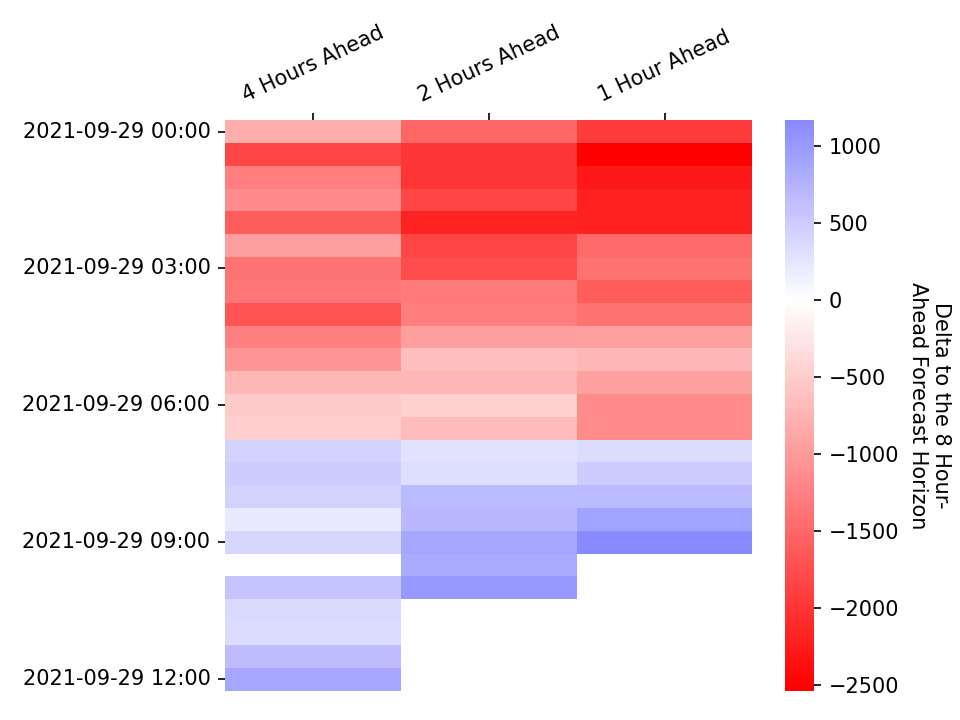 4 Hours Ahead
2 Hours Ahead
1 Hour Ahead
2021-09-29 00:00
2021-09-29 03:00
2021-09-29 06:00
2021-09-29 09:00
2021-09-29 12:00
1000
500
0
−500
−1000
−1500
−2000
−2500
Delta to the 8 Hour-
Ahead Forecast Horizon